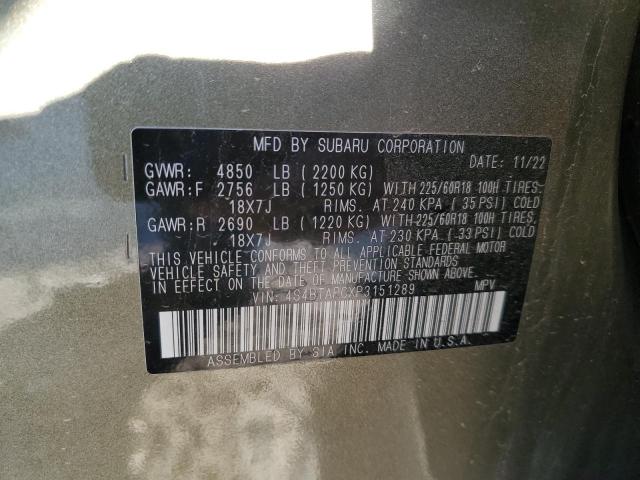 MFD BY SUBARU CORPORATION
DATE: 11/22
GVWR: 4850 LB ( 2200 KG)
GAWR:F 2756 LB ( 1250 KG) WITH 225/60R18 100H TIRES,
18X7J RIMS. AT 240 KPA ( 35 PSI) COLD
GAWR:R 2690 LB ( 1220 KG) WITH 225/60R18 100H TIRES,
18X7J RIMS. AT 230 KPA ( 33 PSI) COLD
THIS VEHICLE CONFORMS TO ALL APPLICABLE FEDERAL MOTOR
VEHICLE SAFETY AND THEFT PREVENTION STANDARDS
IN EFFECT ON THE DATE OF MANUFACTURE SHOWN ABOVE.
VIN: 4S4BTAPCXP3151289 MPV
ASSEMBLED BY SIA INC. MADE IN U.S.A.